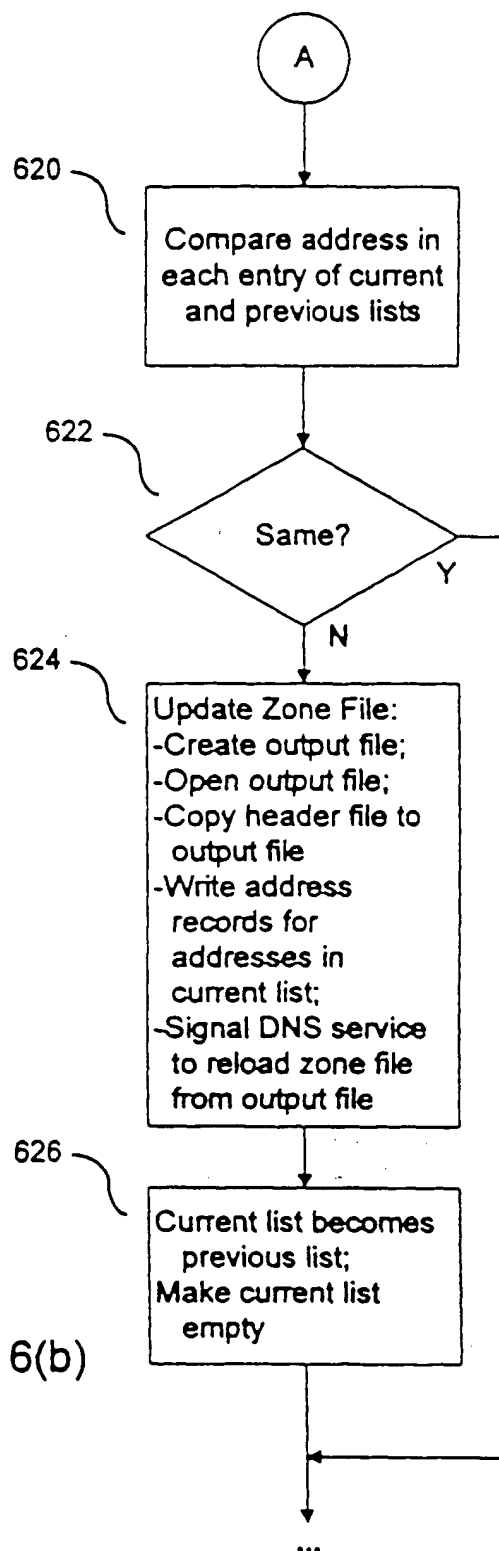 A
620
Compare address in
each entry of current
and previous lists
622
Same?
Y
N
624
Update Zone File:
-Create output file;
-Open output file;
-Copy header file to
output file
-Write address
records for
addresses in
current list;
-Signal DNS service
to reload zone file
from output file
626
Current list becomes
previous list;
Make current list
empty
6(b)